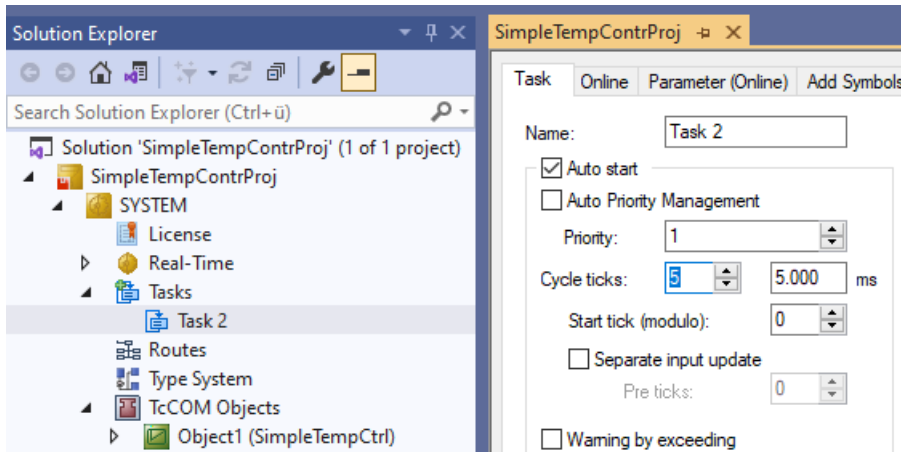 Solution Explorer
Search Solution Explorer (Ctrl+ü)
Solution 'SimpleTempContrProj' (1 of 1 project)
SimpleTempContrProj
SYSTEM
License
Real-Time
Tasks
Task 2
Routes
Type System
TcCOM Objects
Object1 (SimpleTempCtrl)
SimpleTempContrProj
Task Online Parameter (Online) Add Symbols
Name: Task 2
Auto start
Auto Priority Management
Priority: 1
Cycle ticks: 5 5.000 ms
Start tick (modulo): 0
Separate input update
Pre ticks: 0
Warning by exceeding